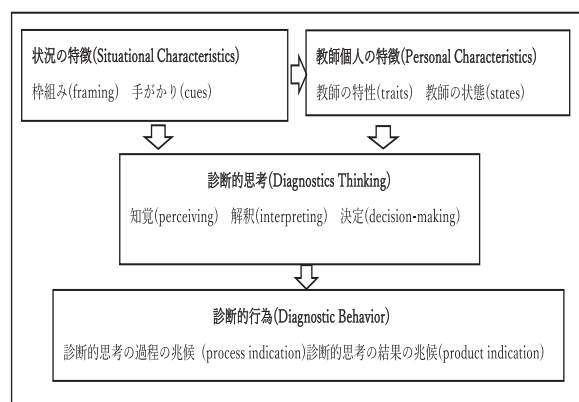 状況の特徴(Situational Characteristics)
枠組み(framing) 手がかり(cues)
教師個人の特徴(Personal Characteristics)
教師の特性(traits) 教師の状態(states)
診断的思考(Diagnostics Thinking)
知覚(perceiving) 解釈(interpreting) 決定(decision-making)
診断的行為(Diagnostic Behavior)
診断的思考の過程の兆候 (process indication)診断的思考の結果の兆候(product indication)